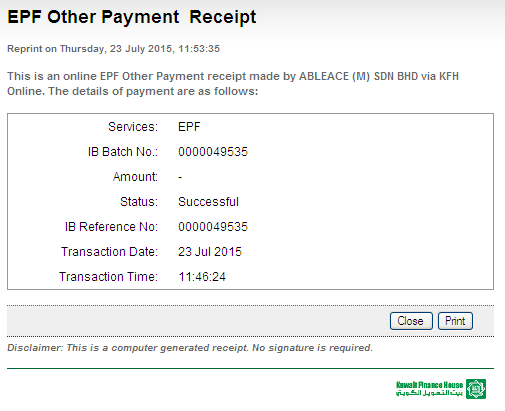 EPF Other Payment Receipt
Reprint on Thursday, 23 July 2015, 11:53:35
This is an online EPF Other Payment receipt made by ABLEACE (M) SDN BHD via KFH
Online. The details of payment are as follows:
Services: EPF
IB Batch No.: 0000049535
Amount: -
Status: Successful
IB Reference No: 0000049535
Transaction Date: 23 Jul 2015
Transaction Time: 11:46:24
Close Print
Disclaimer: This is a computer generated receipt. No signature is required.
Kuwait Finance House
بيت التمويل الكويتي